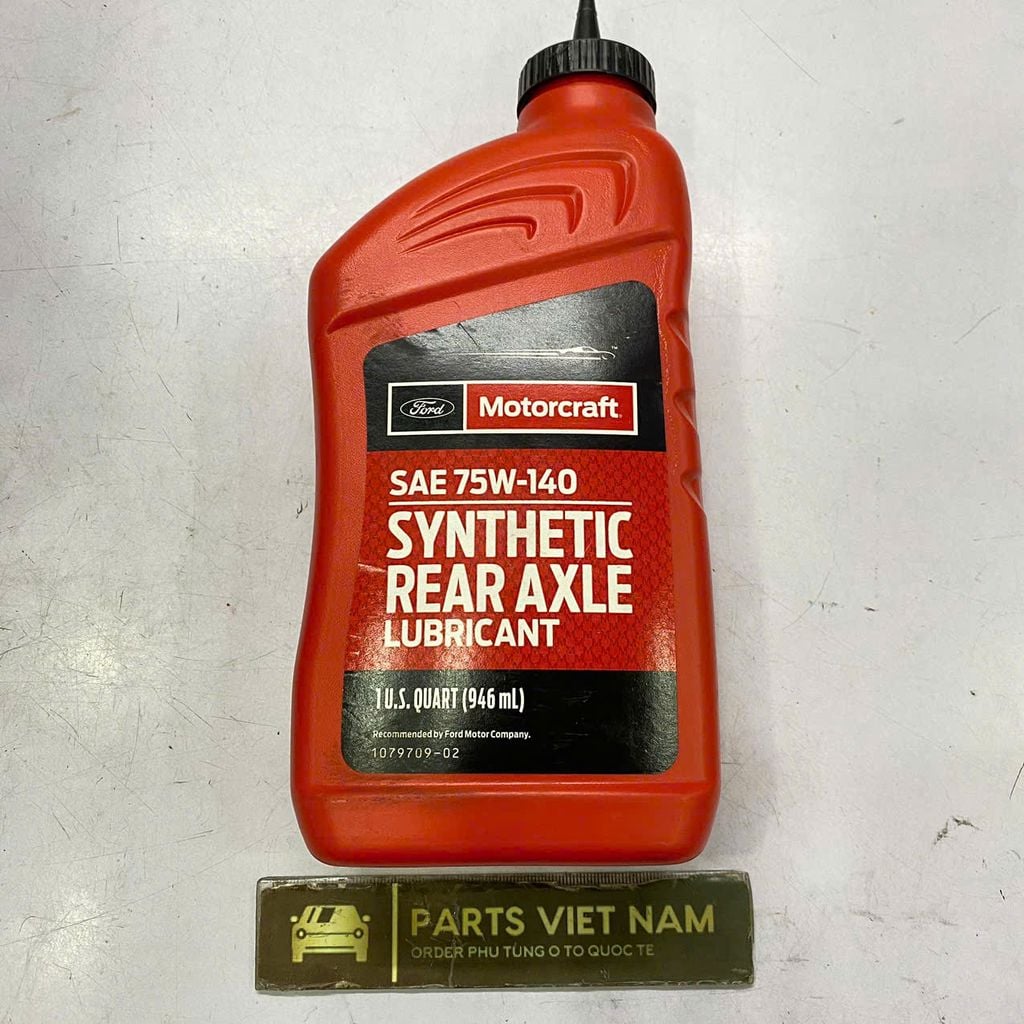 Ford Motorcraft
SAE 75W-140
SYNTHETIC
REAR AXLE
LUBRICANT
1 U.S. QUART (946 mL)
Recommended by Ford Motor Company.
1079709-02
PARTS VIET NAM
ORDER PHU TUNG O TO QUOC TE